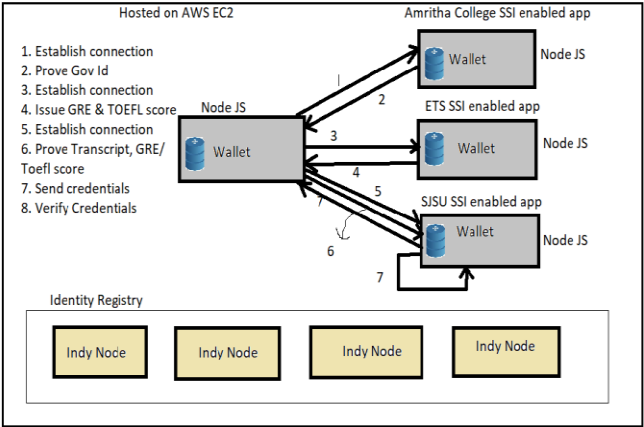 Hosted on AWS EC2
Amritha College SSI enabled app
1. Establish connection
2. Prove Gov Id
3. Establish connection
4. Issue GRE & TOEFL score
5. Establish connection
6. Prove Transcript, GRE/
Toefl score
7. Send credentials
8. Verify Credentials
Node JS
Wallet
1
2
Wallet
Node JS
ETS SSI enabled app
3
4
Wallet
Node JS
SJSU SSI enabled app
5
7
6
Wallet
Node JS
7
Identity Registry
Indy Node
Indy Node
Indy Node
Indy Node